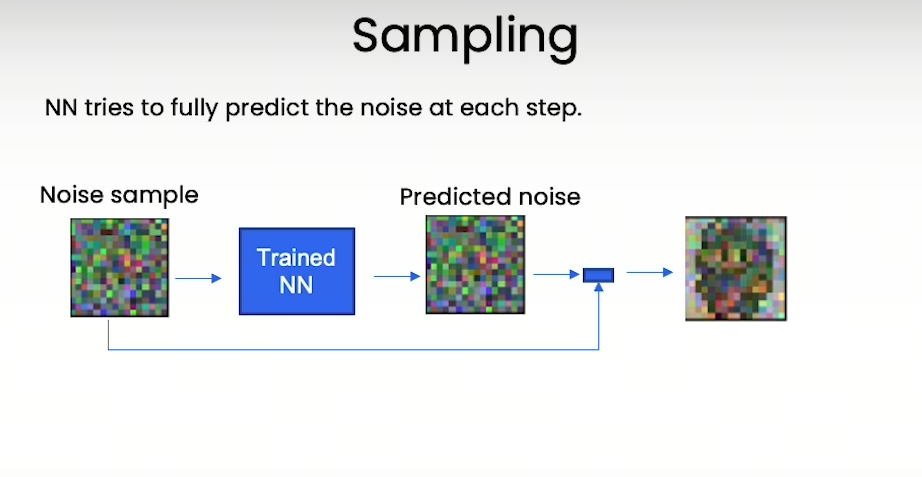 Sampling
NN tries to fully predict the noise at each step.
Noise sample
Predicted noise
Trained
NN